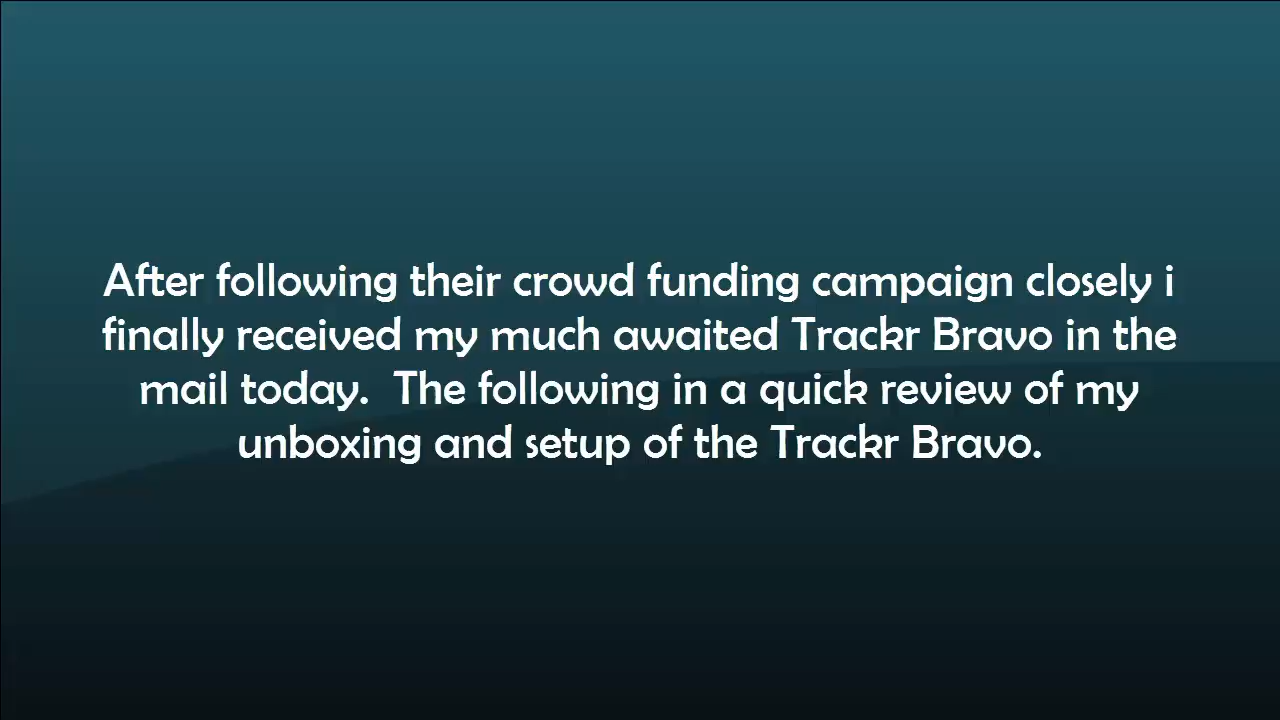 After following their crowd funding campaign closely i
finally received my much awaited Trackr Bravo in the
mail today.  The following in a quick review of my
unboxing and setup of the Trackr Bravo.